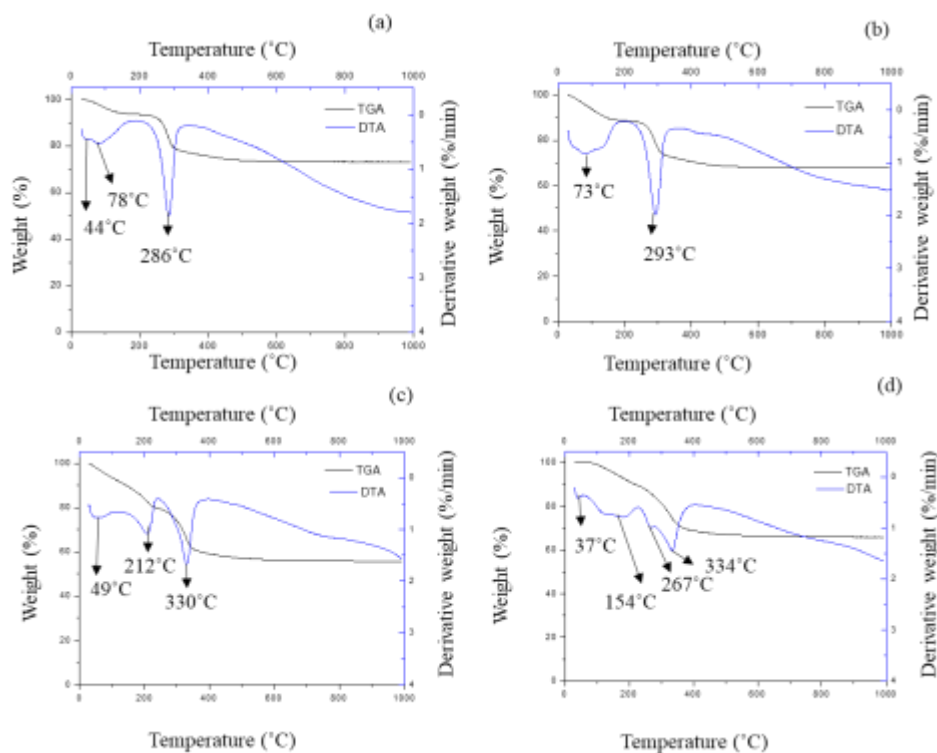 (a)
Temperature (°C)
0 200 400 600 800 1000
100
80
60
40
20
0
Weight (%)
TGA
DTA
44°C
78°C
286°C
0
1
2
3
4
Derivative weight (%/min)
0 200 400 600 800 1000
Temperature (°C)
(b)
Temperature (°C)
0 200 400 600 800 1000
100
80
60
40
20
0
Weight (%)
TGA
DTA
73°C
293°C
0
1
2
3
4
Derivative weight (%/min)
0 200 400 600 800 1000
Temperature (°C)
(c)
Temperature (°C)
0 200 400 600 800 1000
100
80
60
40
20
0
Weight (%)
TGA
DTA
49°C
212°C
330°C
0
1
2
3
4
Derivative weight (%/min)
0 200 400 600 800 1000
Temperature (°C)
(d)
Temperature (°C)
0 200 400 600 800 1000
100
80
60
40
20
0
Weight (%)
TGA
DTA
37°C
154°C
267°C
334°C
0
1
2
3
4
Derivative weight (%/min)
0 200 400 600 800 1000
Temperature (°C)